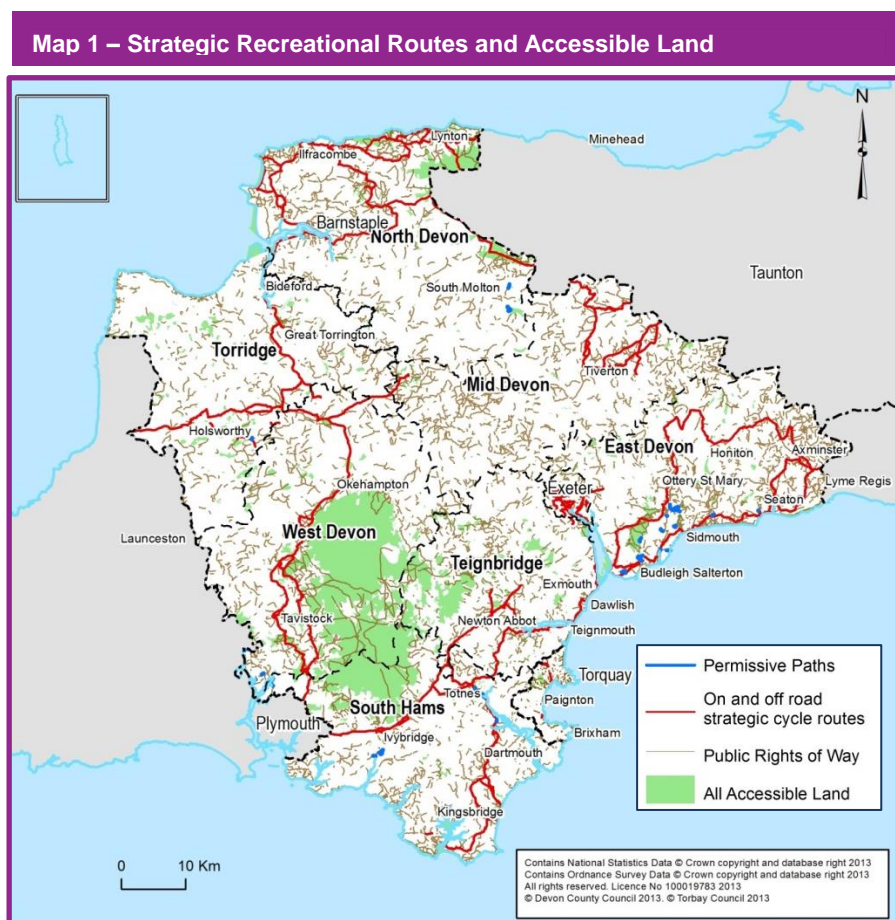 Map 1 – Strategic Recreational Routes and Accessible Land
N
Lynton
Minehead
Ilfracombe
Barnstaple
North Devon
Taunton
Bideford
South Molton
Great Torrington
Torridge
Mid Devon
Tiverton
Holsworthy
East Devon
Honiton
Axminster
Okehampton
Exeter
Ottery St Mary
Lyme Regis
Seaton
West Devon
Launceston
Sidmouth
Teignbridge
Budleigh Salterton
Exmouth
Dawlish
Tavistock
Newton Abbot
Teignmouth
Torquay
Totnes
Paignton
South Hams
Plymouth
Ivybridge
Brixham
Dartmouth
Kingsbridge
Permissive Paths
On and off road
strategic cycle routes
Public Rights of Way
All Accessible Land
0 10 Km
Contains National Statistics Data © Crown copyright and database right 2013
Contains Ordnance Survey Data © Crown copyright and database right 2013
All rights reserved. Licence No 100019783 2013
© Devon County Council 2013. © Torbay Council 2013